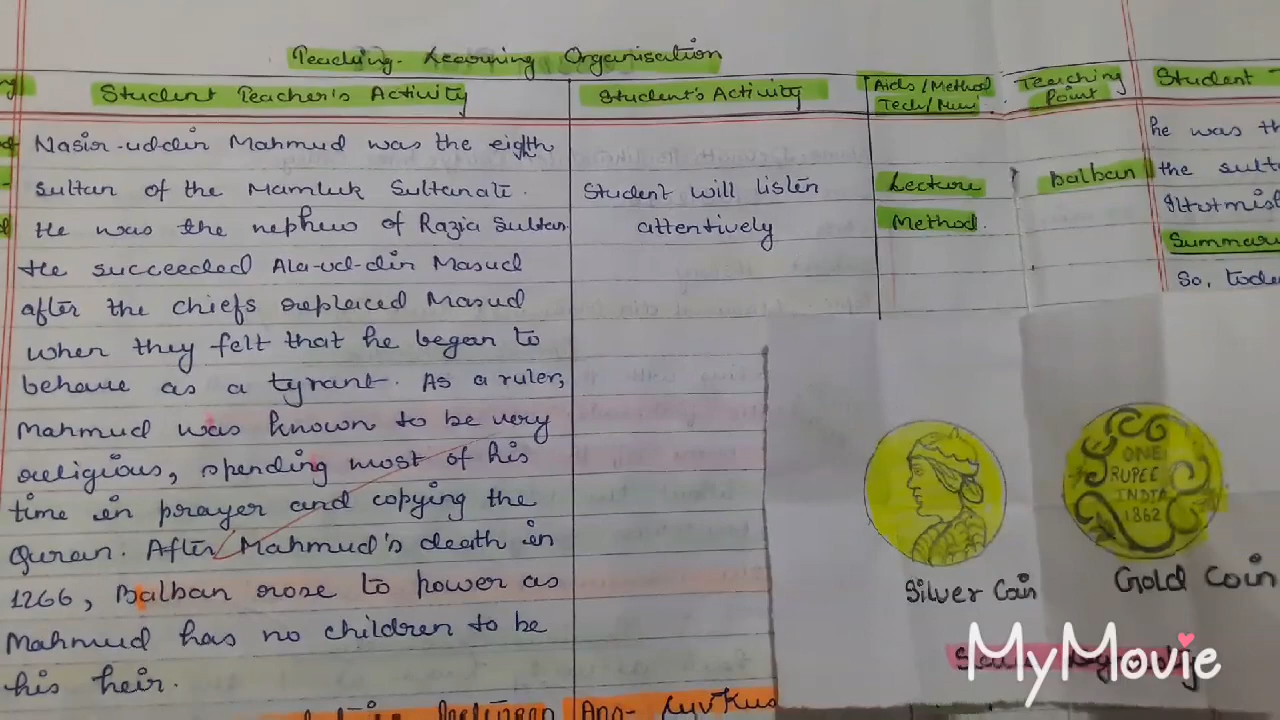 Teaching-Learning Organisation
Student Teacher's Activity
Student's Activity
Aids/Method
Tech/
Teaching
Point
Student
Nasir-uddin Mahmud was the eighth
sultan of the Mamluk Sultanate.
He was the nephew of Razia Sultan
He succeeded Ala-ud-din Masud
after the chiefs replaced Masud
when they felt that he began to
behave as a tyrant. As a ruler,
Mahmud was known to be very
religious, spending most of his
time in prayer and copying the
Quran. After Mahmud's death in
1266, Balban rose to power as
Mahmud has no children to be
his heir.
Student will listen
attentively
Lecture
Method.
Balban
he was
the
Iltutmish
Summar
So, toda
ONE
RUPEE
INDIA
1862
Silver Coin
Gold Coin
MyMovie
Ans-